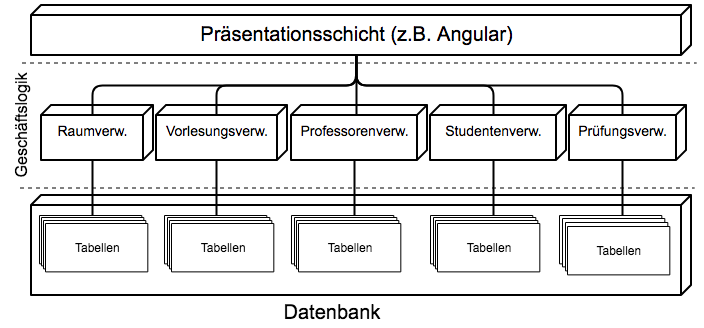 Präsentationsschicht (z.B. Angular)
Geschäftslogik
Raumverw.
Vorlesungsverw.
Professorenverw.
Studentenverw.
Prüfungsverw.
Tabellen
Tabellen
Tabellen
Tabellen
Tabellen
Datenbank